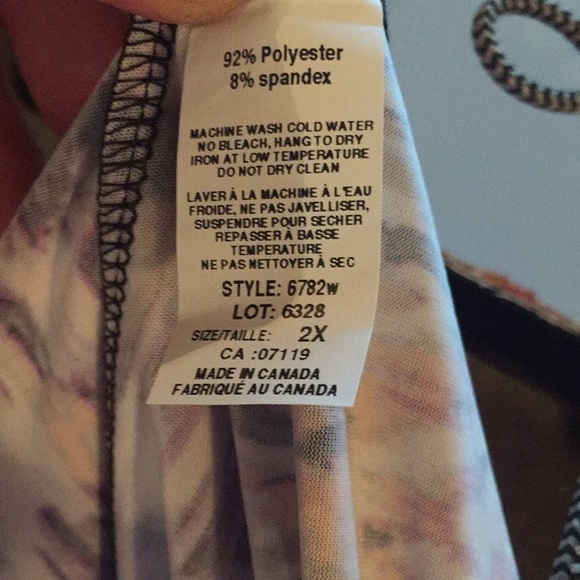 92% Polyester
8% spandex
MACHINE WASH COLD WATER
NO BLEACH, HANG TO DRY
IRON AT LOW TEMPERATURE
DO NOT DRY CLEAN
LAVER À LA MACHINE À L'EAU
FROIDE, NE PAS JAVELLISER,
SUSPENDRE POUR SECHER
REPASSER À BASSE
TEMPERATURE
NE PAS NETTOYER À SEC
STYLE: 6782w
LOT: 6328
SIZE/TAILLE: 2X
CA :07119
MADE IN CANADA
FABRIQUÉ AU CANADA